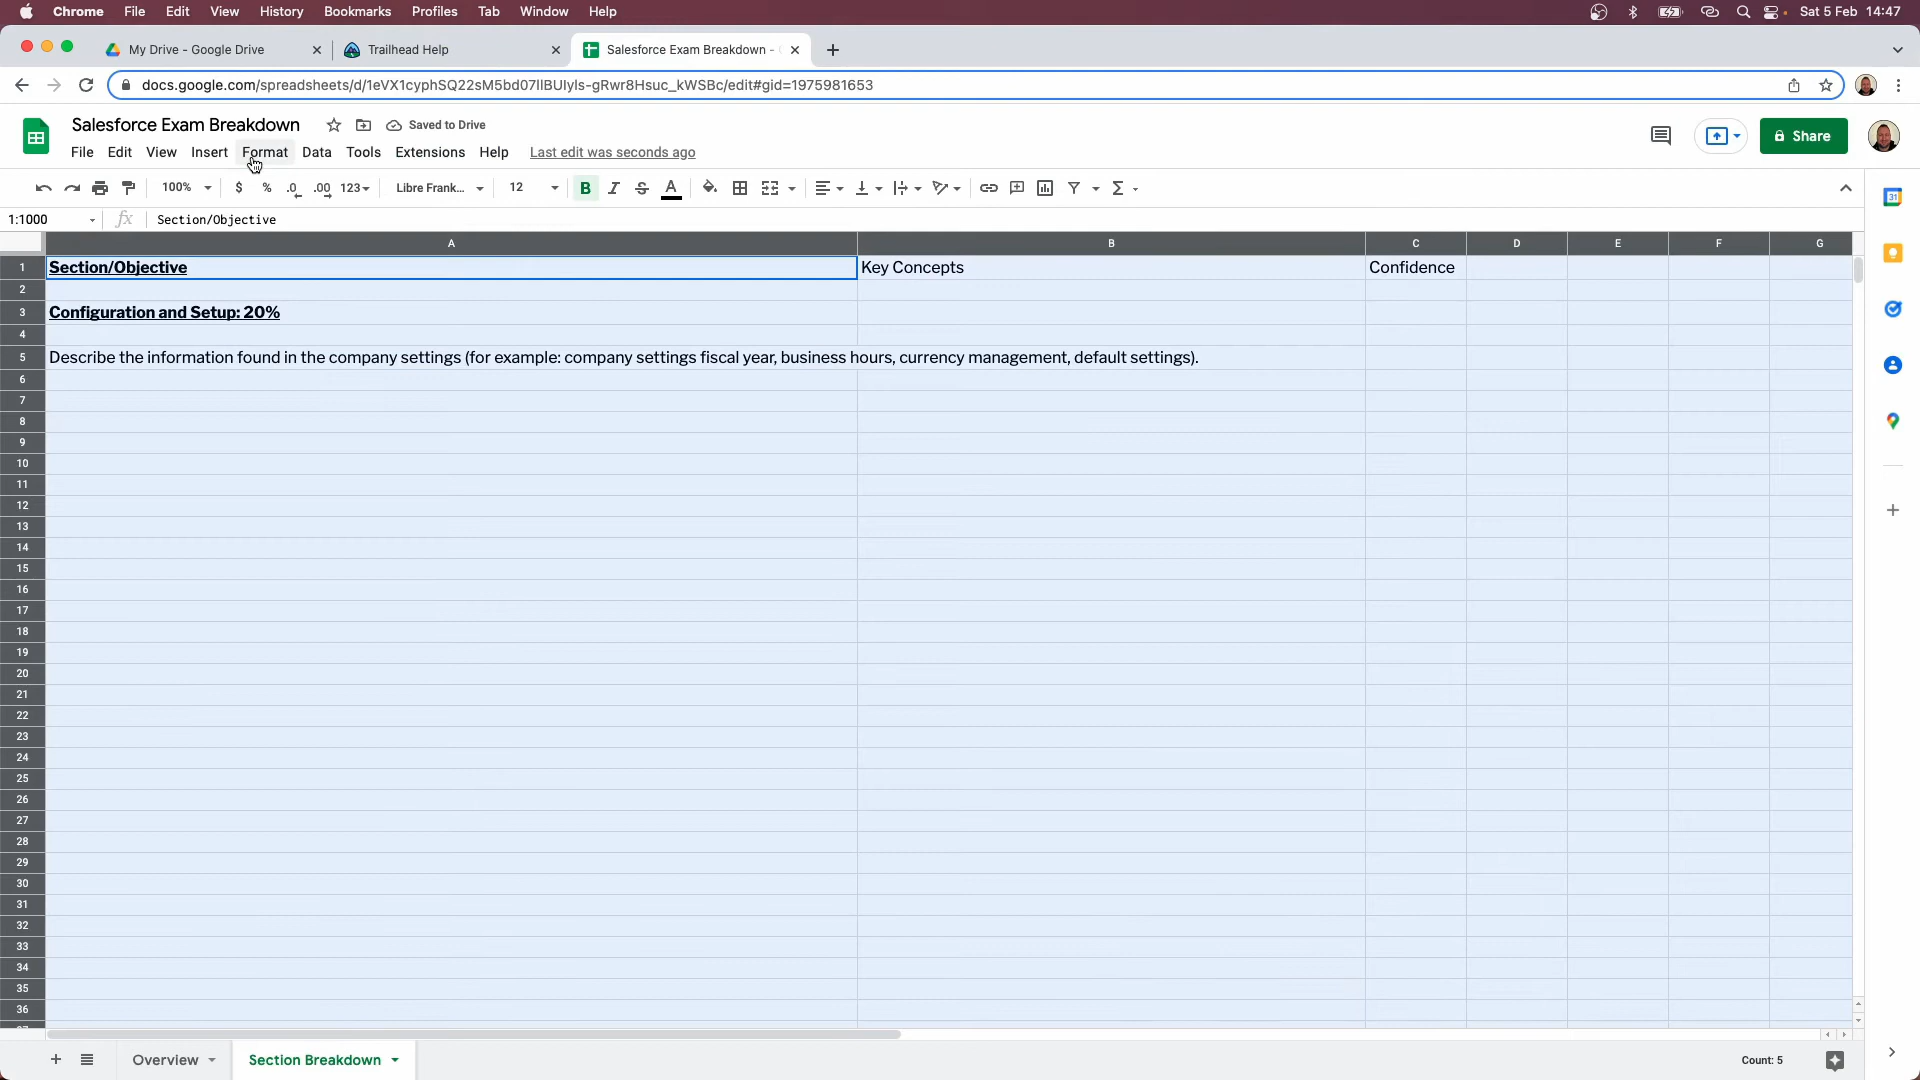 Chrome File Edit View History Bookmarks Profiles Tab Window Help Sat 5 Feb 14:47
My Drive - Google Drive Trailhead Help Salesforce Exam Breakdown -
docs.google.com/spreadsheets/d/1eVX1cyphSQ22sM5bd07IlBUIyls-gRwr8Hsuc_kWSBc/edit#gid=1975981653
Salesforce Exam Breakdown Saved to Drive
Share
File Edit View Insert Format Data Tools Extensions Help Last edit was seconds ago
100% $ % .0 .00 123 Libre Frank... 12 B I S A
1:1000 fx Section/Objective
A B C D E F G
1 Section/Objective Key Concepts Confidence
2
3 Configuration and Setup: 20%
4
5 Describe the information found in the company settings (for example: company settings fiscal year, business hours, currency management, default settings).
6
7
8
9
10
11
12
13
14
15
16
17
18
19
20
21
22
23
24
25
26
27
28
29
30
31
32
33
34
35
36
Overview Section Breakdown Count: 5